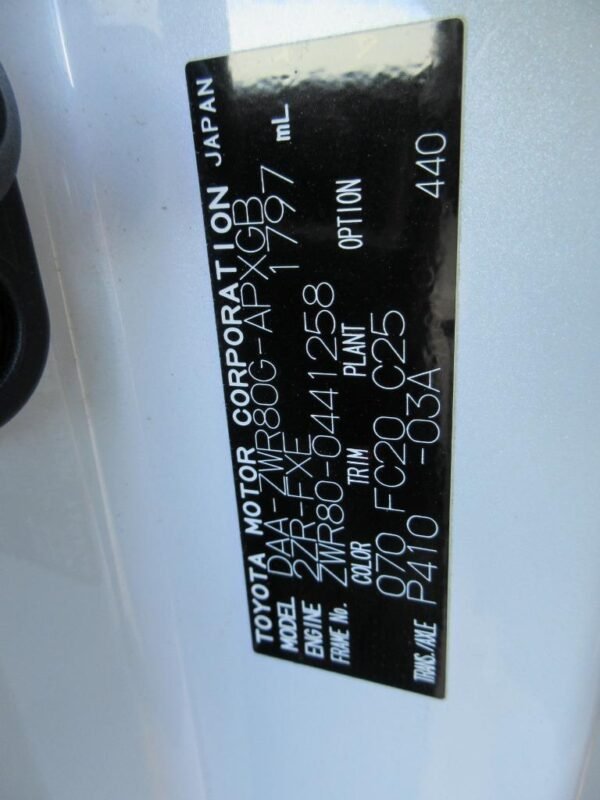 TOYOTA MOTOR CORPORATION JAPAN
MODEL DAA-ZWR80G-APXGB
ENGINE 2ZR-FXE 1797 mL
FRAME No. ZWR80-0441258
COLOR TRIM PLANT OPTION
070 FC20 C25
TRANS./AXLE P410 -03A 440